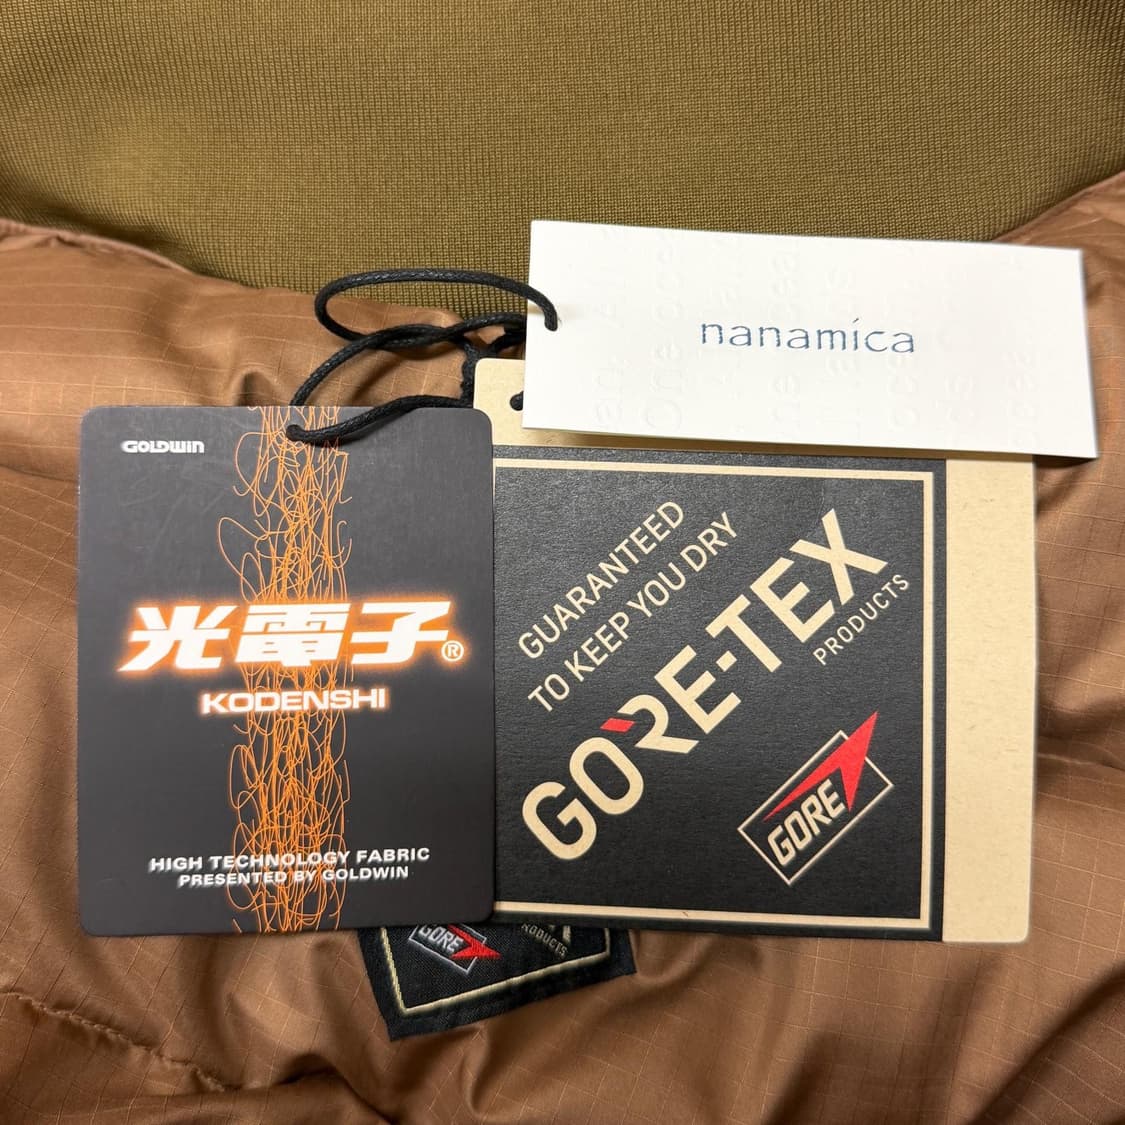 nanamica
GOLDWIN
光電子®
KODENSHI
HIGH TECHNOLOGY FABRIC
PRESENTED BY GOLDWIN
GUARANTEED
TO KEEP YOU DRY
GORE-TEX
PRODUCTS
GORE
GORE
PRODUCTS